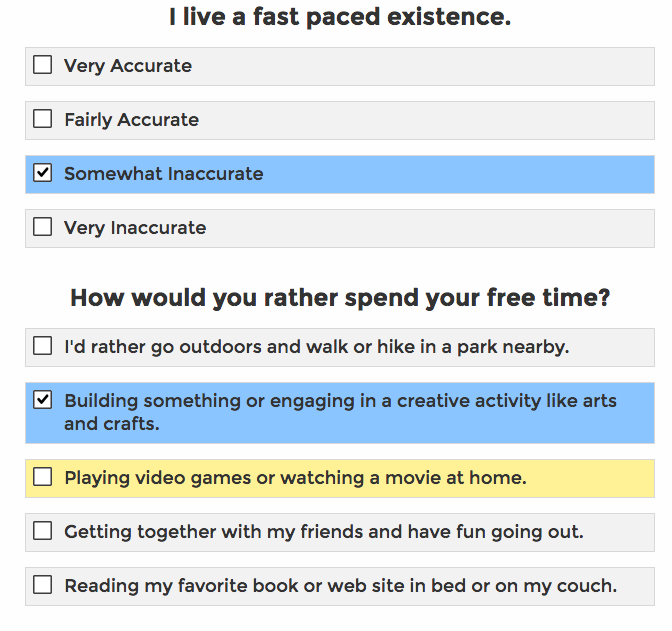 I live a fast paced existence.
Very Accurate
Fairly Accurate
Somewhat Inaccurate
Very Inaccurate
How would you rather spend your free time?
I'd rather go outdoors and walk or hike in a park nearby.
Building something or engaging in a creative activity like arts
and crafts.
Playing video games or watching a movie at home.
Getting together with my friends and have fun going out.
Reading my favorite book or web site in bed or on my couch.